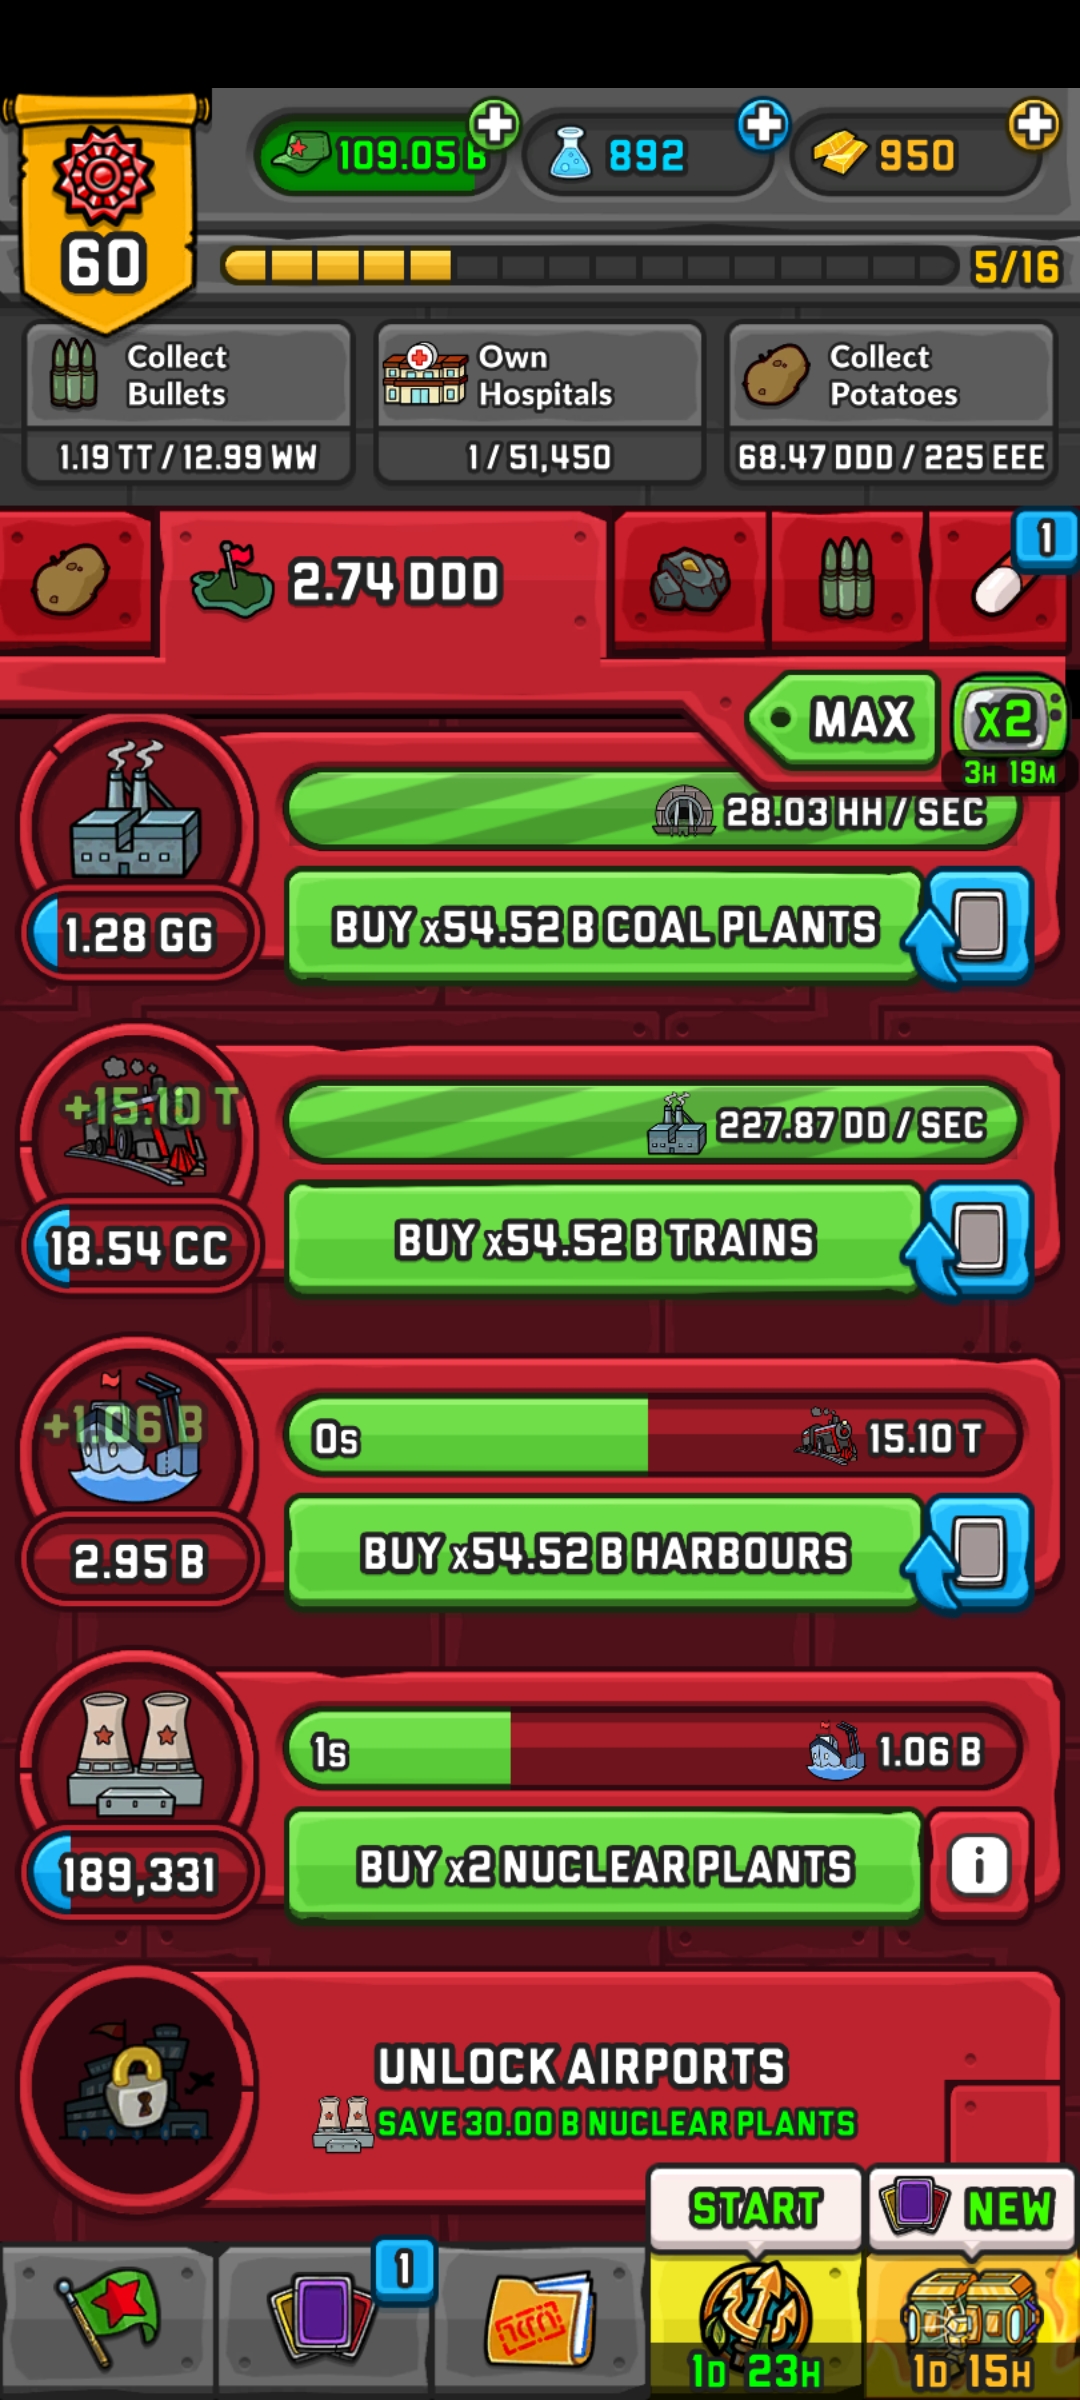 109.05 B
892
950
60
5/16
Collect
Bullets
1.19 TT / 12.99 WW
Own
Hospitals
1 / 51,450
Collect
Potatoes
68.47 DDD / 225 EEE
2.74 DDD
1
MAX
x2
3H 19M
28.03 HH / SEC
1.28 GG
BUY x54.52 B COAL PLANTS
+15.10 T
227.87 DD / SEC
18.54 CC
BUY x54.52 B TRAINS
+1.06 B
0s
15.10 T
2.95 B
BUY x54.52 B HARBOURS
1s
1.06 B
189,331
BUY x2 NUCLEAR PLANTS
i
UNLOCK AIRPORTS
SAVE 30.00 B NUCLEAR PLANTS
START
NEW
1
1D 23H
1D 15H